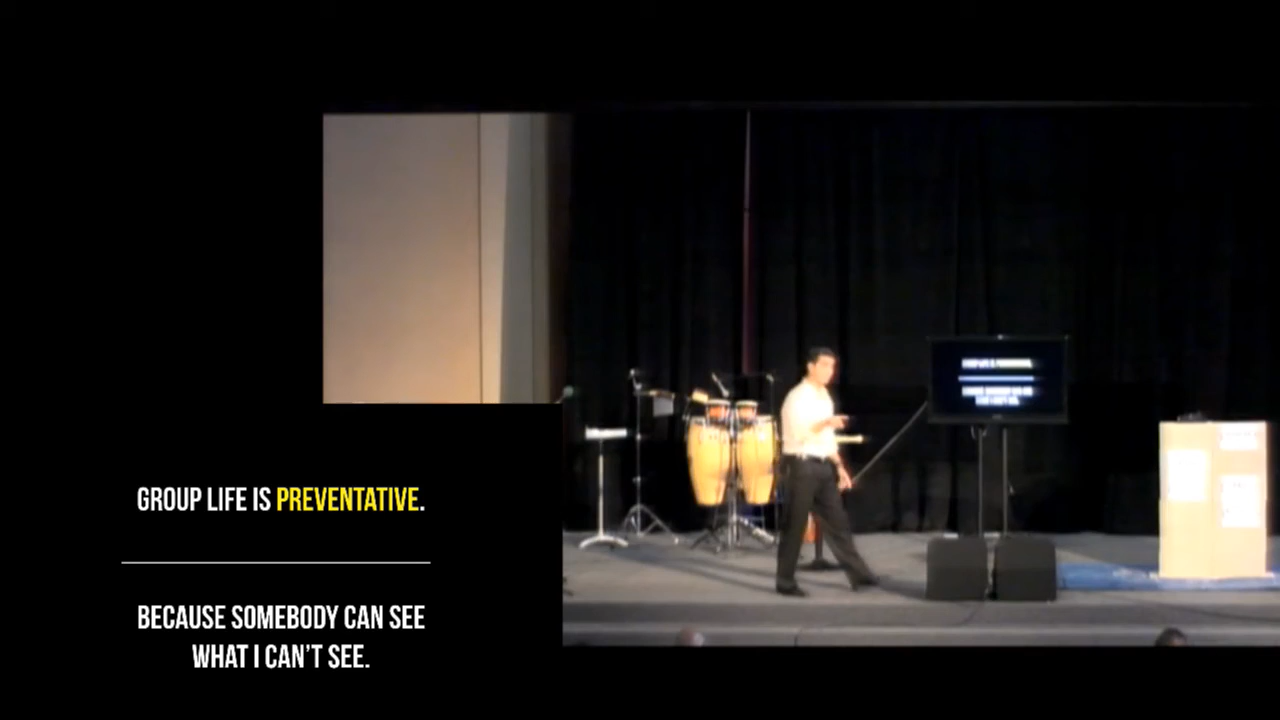 GROUP LIFE IS PREVENTATIVE.
BECAUSE SOMEBODY CAN SEE
WHAT I CAN'T SEE.